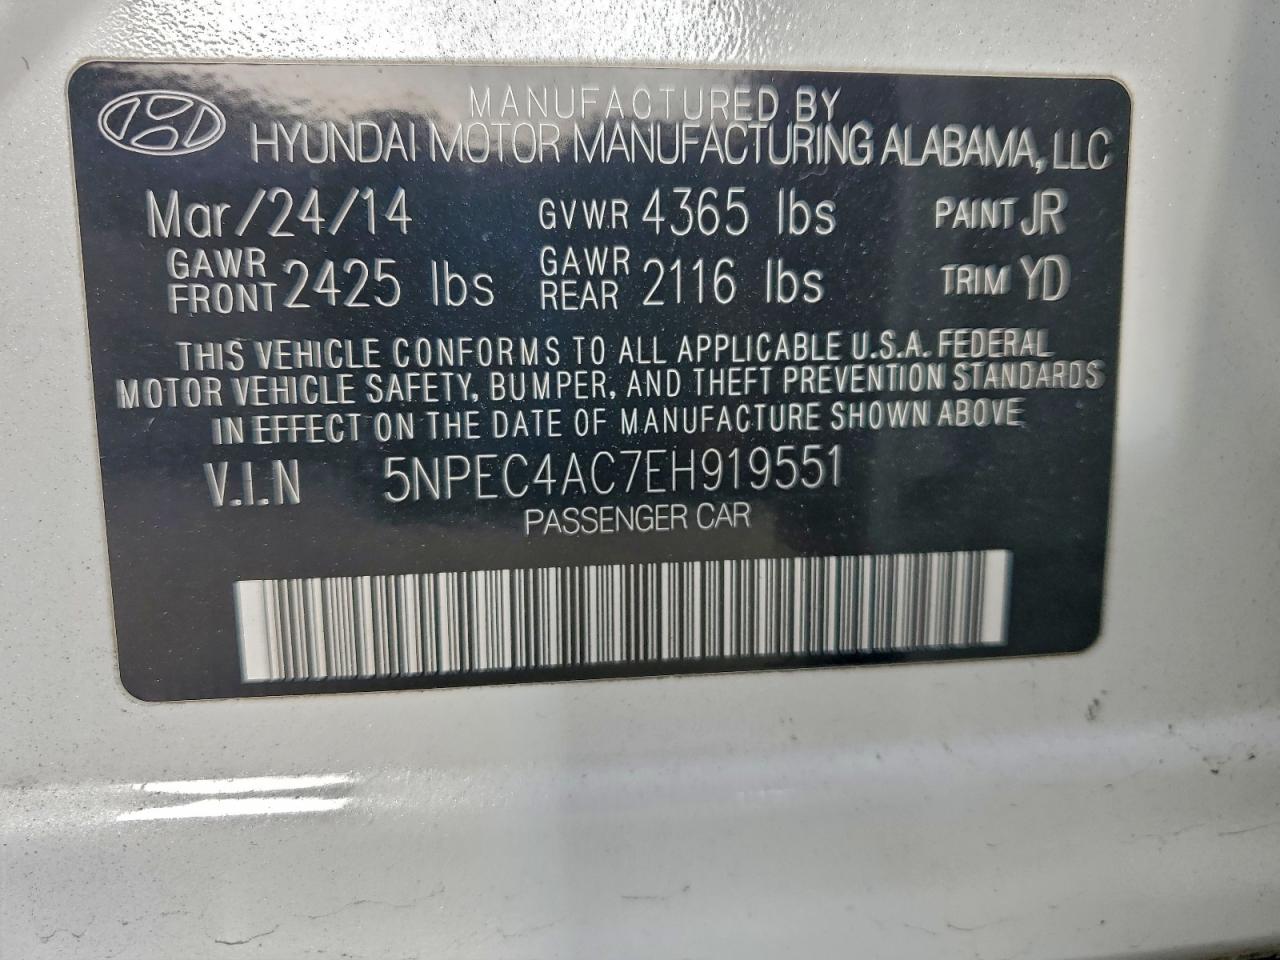 MANUFACTURED BY
HYUNDAI MOTOR MANUFACTURING ALABAMA, LLC
Mar/24/14 GVWR 4365 lbs PAINT JR
GAWR FRONT 2425 lbs GAWR REAR 2116 lbs TRIM YD
THIS VEHICLE CONFORMS TO ALL APPLICABLE U.S.A. FEDERAL
MOTOR VEHICLE SAFETY, BUMPER, AND THEFT PREVENTION STANDARDS
IN EFFECT ON THE DATE OF MANUFACTURE SHOWN ABOVE
V.I.N 5NPEC4AC7EH919551
PASSENGER CAR